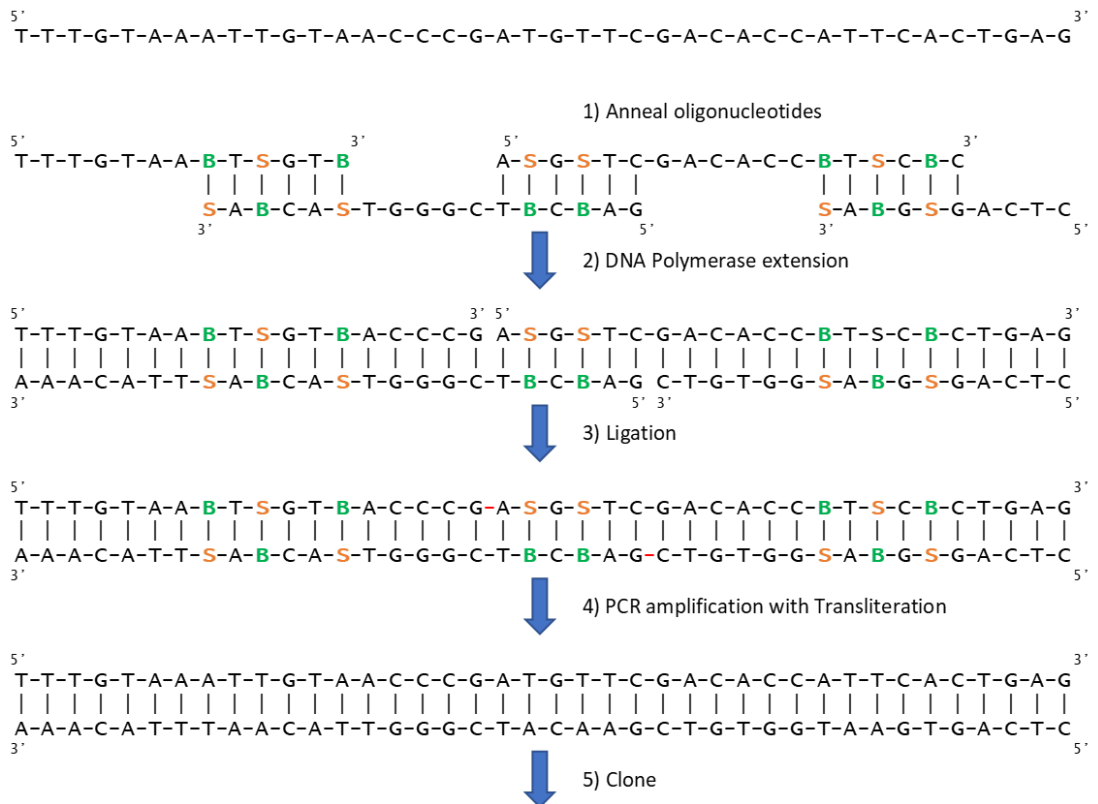 5’ 3’
T-T-T-G-T-A-A-A-T-T-G-T-A-A-C-C-C-G-A-T-G-T-T-C-G-A-C-A-C-C-A-T-T-C-A-C-T-G-A-G
1) Anneal oligonucleotides
5’ 3’ 5’ 3’
T-T-T-G-T-A-A-B-T-S-G-T-B A-S-G-S-T-C-G-A-C-A-C-C-B-T-S-C-B-C
S-A-B-C-A-S-T-G-G-G-C-T-B-C-B-A-G S-A-B-G-S-G-A-C-T-C
3’ 5’ 3’ 5’
2) DNA Polymerase extension
5’ 3’ 5’ 3’
T-T-T-G-T-A-A-B-T-S-G-T-B-A-C-C-C-G A-S-G-S-T-C-G-A-C-A-C-C-B-T-S-C-B-C-T-G-A-G
A-A-A-C-A-T-T-S-A-B-C-A-S-T-G-G-G-C-T-B-C-B-A-G C-T-G-T-G-G-S-A-B-G-S-G-A-C-T-C
3’ 5’ 3’ 5’
3) Ligation
5’ 3’
T-T-T-G-T-A-A-B-T-S-G-T-B-A-C-C-C-G-A-S-G-S-T-C-G-A-C-A-C-C-B-T-S-C-B-C-T-G-A-G
A-A-A-C-A-T-T-S-A-B-C-A-S-T-G-G-G-C-T-B-C-B-A-G-C-T-G-T-G-G-S-A-B-G-S-G-A-C-T-C
3’ 5’
4) PCR amplification with Transliteration
5’ 3’
T-T-T-G-T-A-A-A-T-T-G-T-A-A-C-C-C-G-A-T-G-T-T-C-G-A-C-A-C-C-A-T-T-C-A-C-T-G-A-G
A-A-A-C-A-T-T-T-A-A-C-A-T-T-G-G-G-C-T-A-C-A-A-G-C-T-G-T-G-G-T-A-A-G-T-G-A-C-T-C
3’ 5’
5) Clone